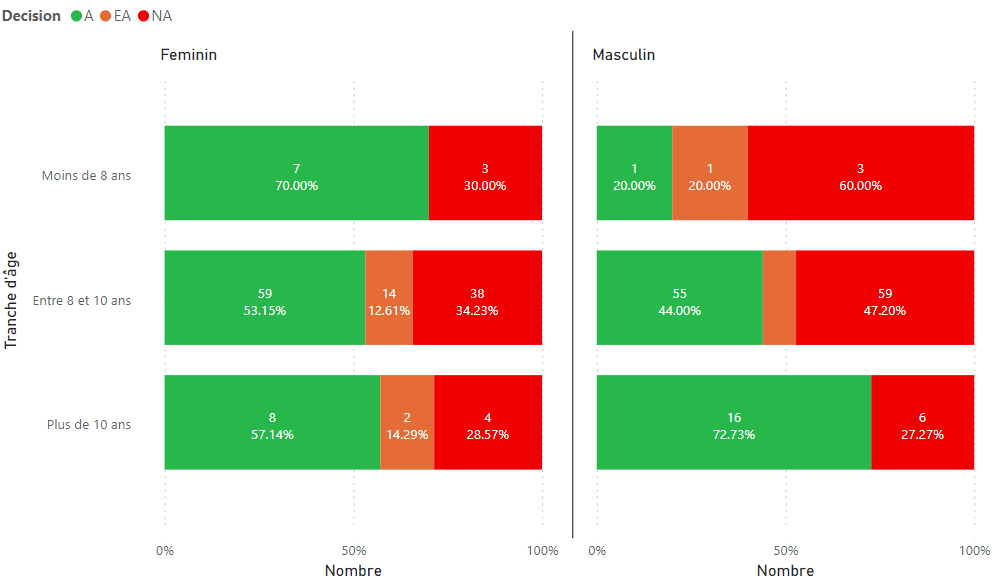 Decision A EA NA
Feminin
Masculin
Tranche d'âge
Moins de 8 ans
7
70.00%
3
30.00%
1
20.00%
1
20.00%
3
60.00%
Entre 8 et 10 ans
59
53.15%
14
12.61%
38
34.23%
55
44.00%
59
47.20%
Plus de 10 ans
8
57.14%
2
14.29%
4
28.57%
16
72.73%
6
27.27%
0% 50% 100%
0% 50% 100%
Nombre
Nombre